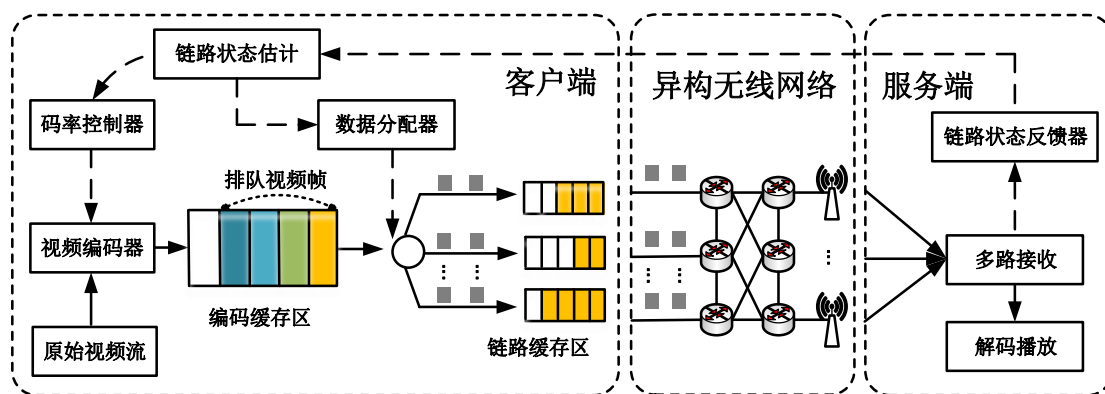 链路状态估计
客户端
异构无线网络
服务端
码率控制器
数据分配器
链路状态反馈器
排队视频帧
视频编码器
多路接收
编码缓存区
原始视频流
链路缓存区
解码播放